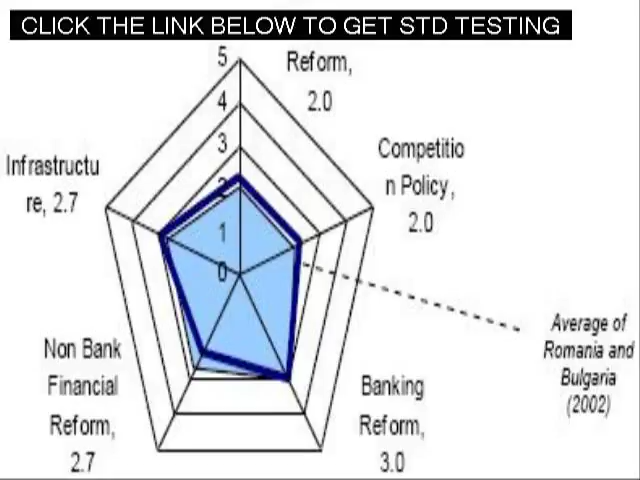 CLICK THE LINK BELOW TO GET STD TESTING
5
4
3
2
1
0
Reform,
2.0
Competitio
n Policy,
2.0
Infrastructu
re, 2.7
Average of
Romania and
Bulgaria
(2002)
Non Bank
Financial
Reform,
2.7
Banking
Reform,
3.0